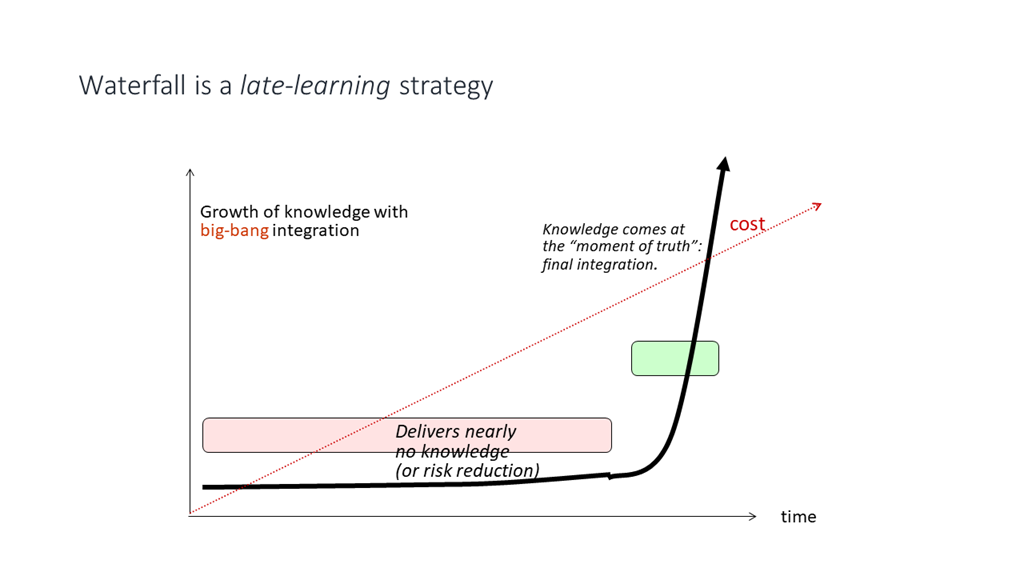 Waterfall is a late-learning strategy
Growth of knowledge with
big-bang integration
Knowledge comes at
the “moment of truth”:
final integration.
cost
Delivers nearly
no knowledge
(or risk reduction)
time